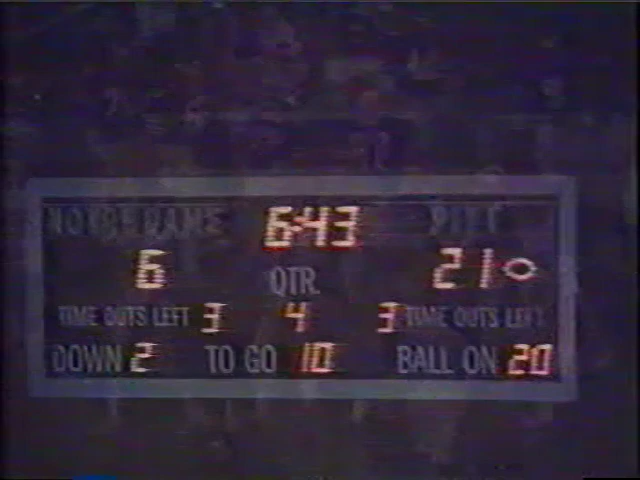 NOTRE DAME 6:43 PITT
6 QTR. 21
TIME OUTS LEFT 3 4 3 TIME OUTS LEFT
DOWN 2 TO GO 10 BALL ON 20